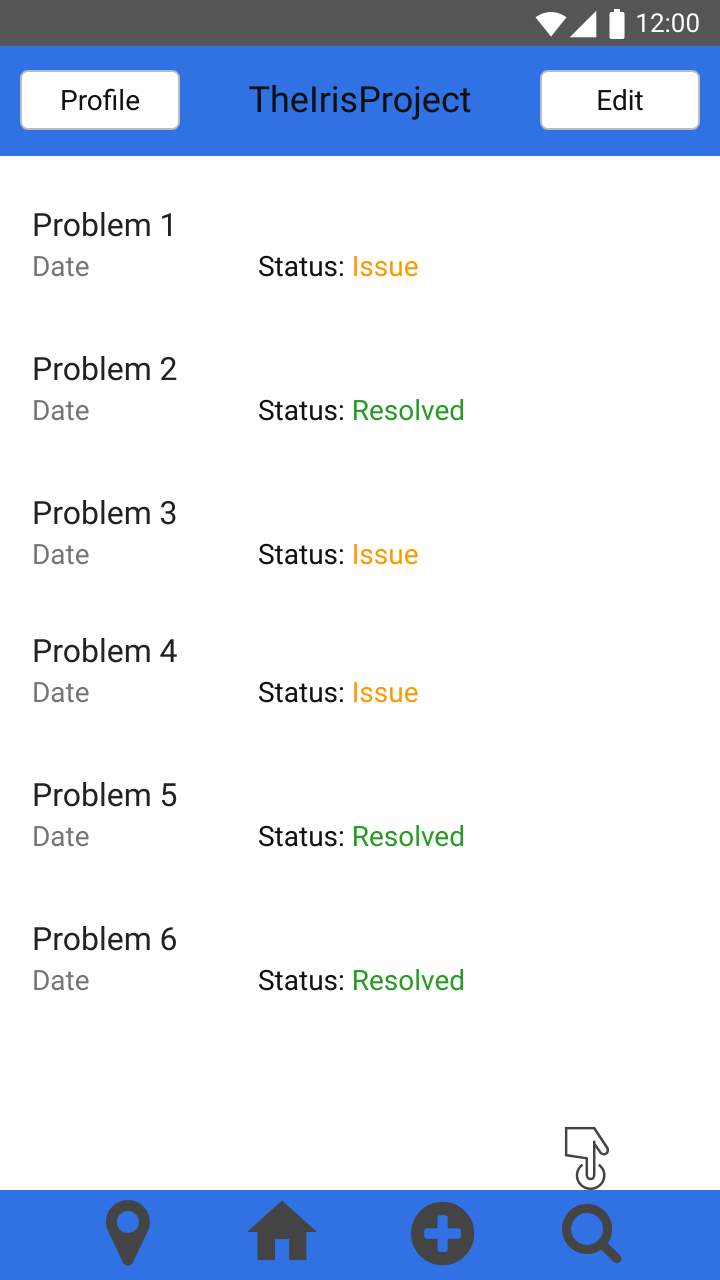 12:00
Profile TheIrisProject Edit
Problem 1
Date Status: Issue
Problem 2
Date Status: Resolved
Problem 3
Date Status: Issue
Problem 4
Date Status: Issue
Problem 5
Date Status: Resolved
Problem 6
Date Status: Resolved